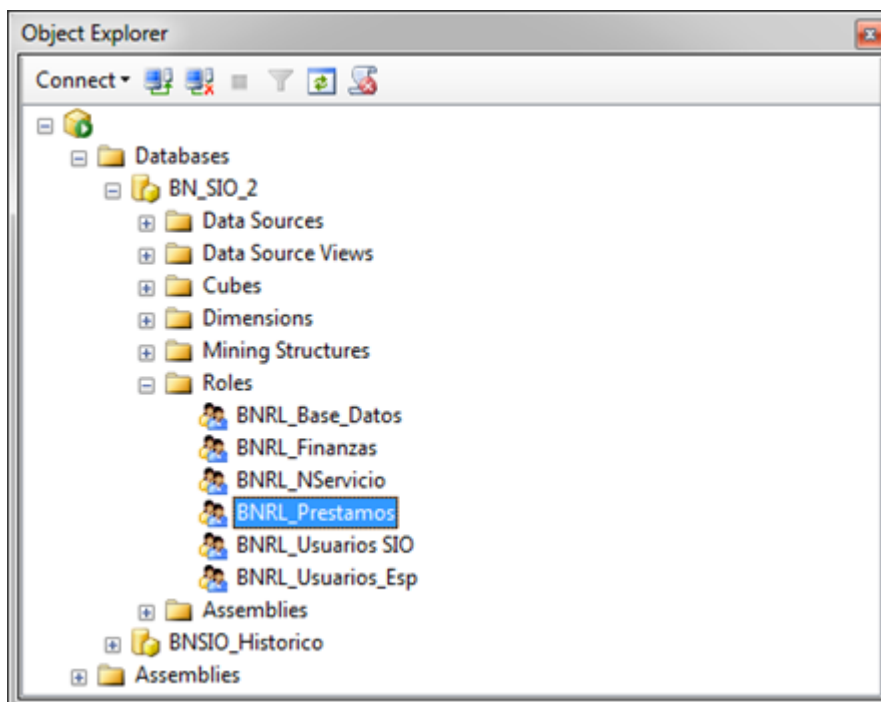 Object Explorer
Connect
Databases
BN_SIO_2
Data Sources
Data Source Views
Cubes
Dimensions
Mining Structures
Roles
BNRL_Base_Datos
BNRL_Finanzas
BNRL_NServicio
BNRL_Prestamos
BNRL_Usuarios SIO
BNRL_Usuarios_Esp
Assemblies
BNSIO_Historico
Assemblies